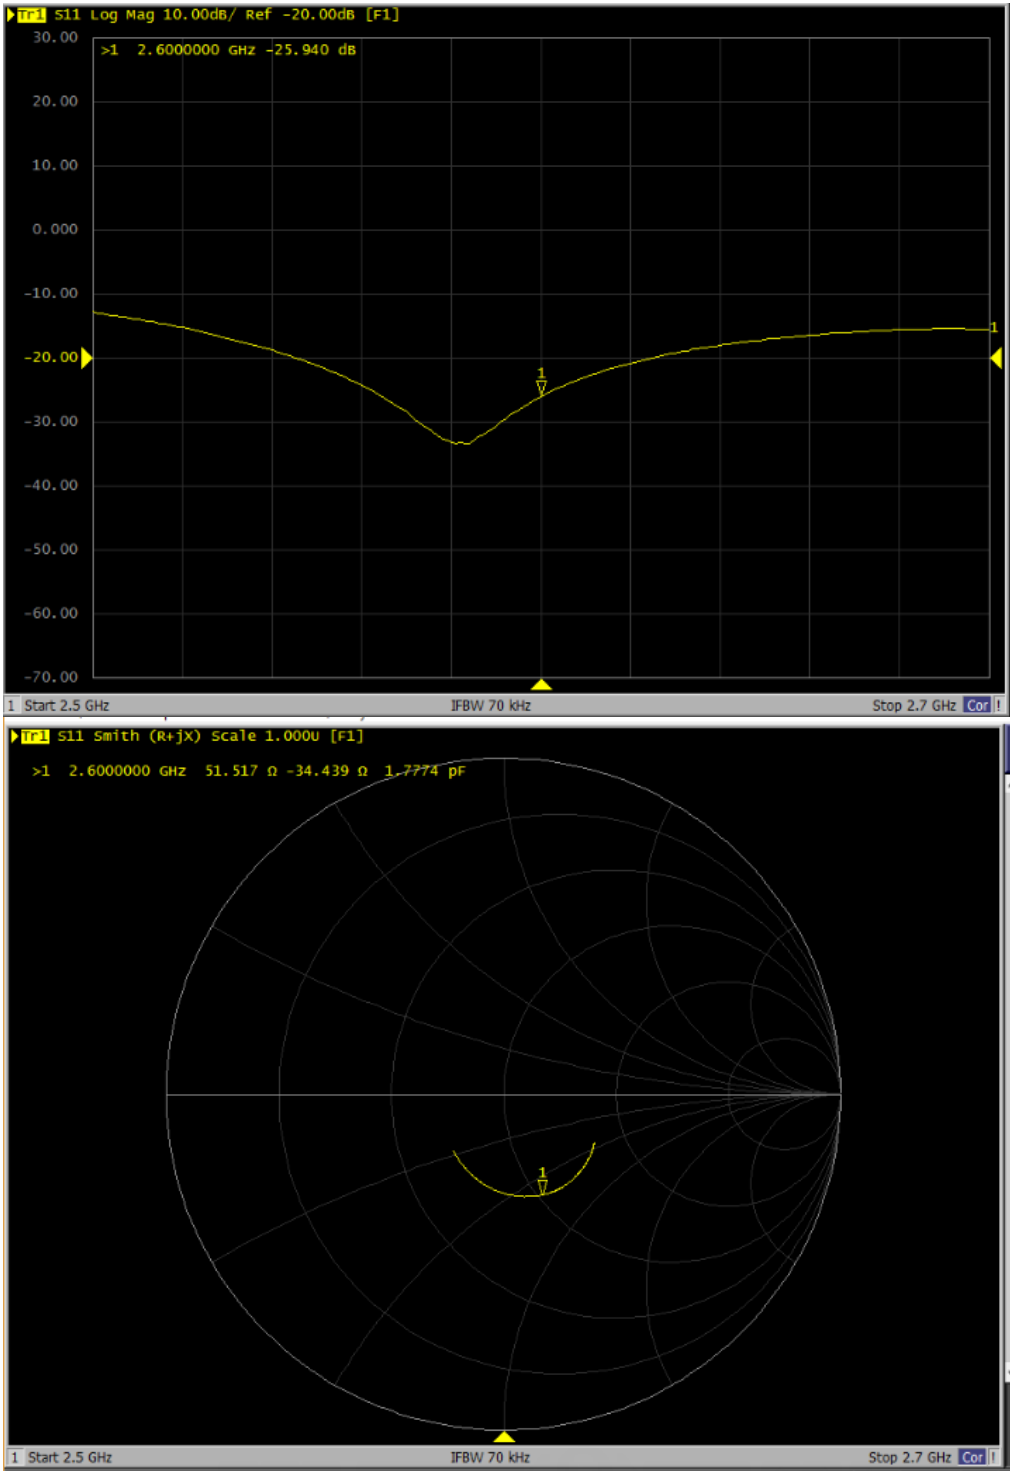 Tr1 S11 Log Mag 10.00dB/ Ref -20.00dB [F1]
30.00
>1 2.6000000 GHz -25.940 dB
20.00
10.00
0.000
-10.00
1
-20.00
1
-30.00
-40.00
-50.00
-60.00
-70.00
1 Start 2.5 GHz IFBW 70 kHz Stop 2.7 GHz Cor !
Tr1 S11 Smith (R+jX) Scale 1.000U [F1]
>1 2.6000000 GHz 51.517 Ω -34.439 Ω 1.7774 pF
1
1 Start 2.5 GHz IFBW 70 kHz Stop 2.7 GHz Cor !